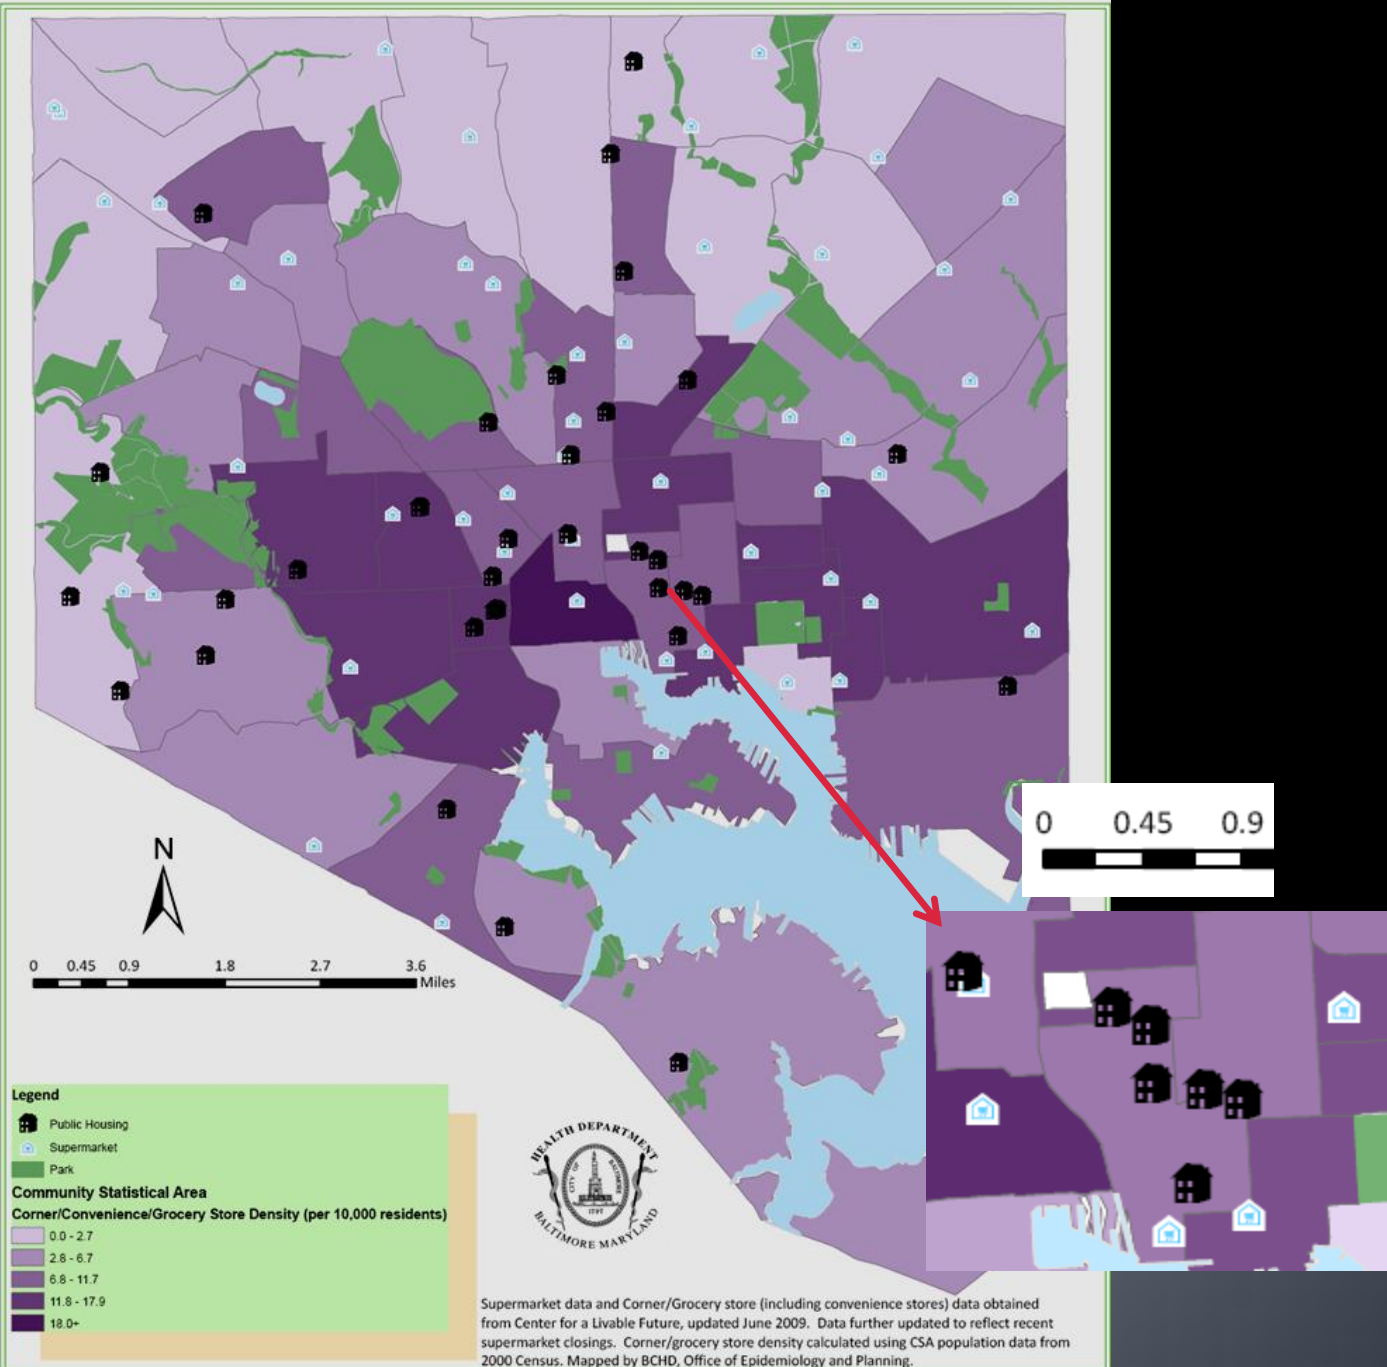 0 0.45 0.9
N
0 0.45 0.9 1.8 2.7 3.6
Miles
Legend
Public Housing
Supermarket
Park
Community Statistical Area
Corner/Convenience/Grocery Store Density (per 10,000 residents)
0.0 - 2.7
2.8 - 6.7
6.8 - 11.7
11.8 - 17.9
18.0+
HEALTH DEPARTMENT
CITY OF BALTIMORE
1797
BALTIMORE MARYLAND
Supermarket data and Corner/Grocery store (including convenience stores) data obtained
from Center for a Livable Future, updated June 2009. Data further updated to reflect recent
supermarket closings. Corner/grocery store density calculated using CSA population data from
2000 Census. Mapped by BCHD, Office of Epidemiology and Planning.